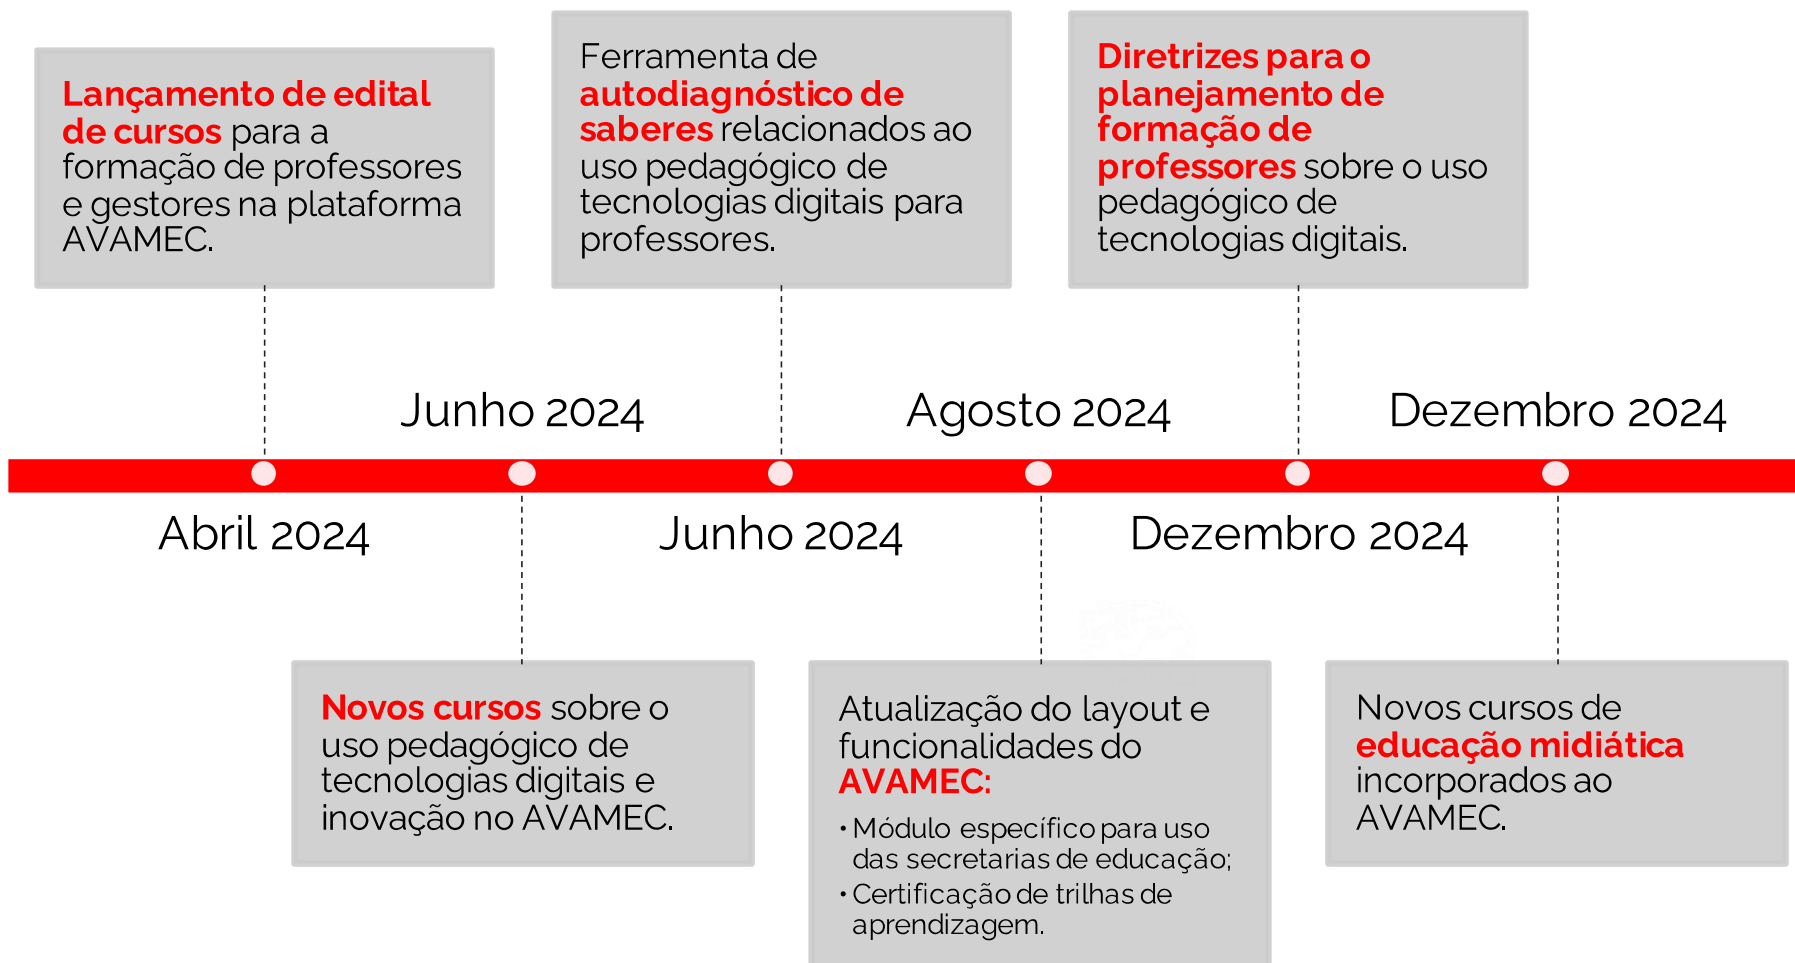 Lançamento de edital
de cursos para a
formação de professores
e gestores na plataforma
AVAMEC.
Ferramenta de
autodiagnóstico de
saberes relacionados ao
uso pedagógico de
tecnologias digitais para
professores.
Diretrizes para o
planejamento de
formação de
professores sobre o uso
pedagógico de
tecnologias digitais.
Junho 2024
Agosto 2024
Dezembro 2024
Abril 2024
Junho 2024
Dezembro 2024
Novos cursos sobre o
uso pedagógico de
tecnologias digitais e
inovação no AVAMEC.
Atualização do layout e
funcionalidades do
AVAMEC:
• Módulo específico para uso
das secretarias de educação;
• Certificação de trilhas de
aprendizagem.
Novos cursos de
educação midiática
incorporados ao
AVAMEC.